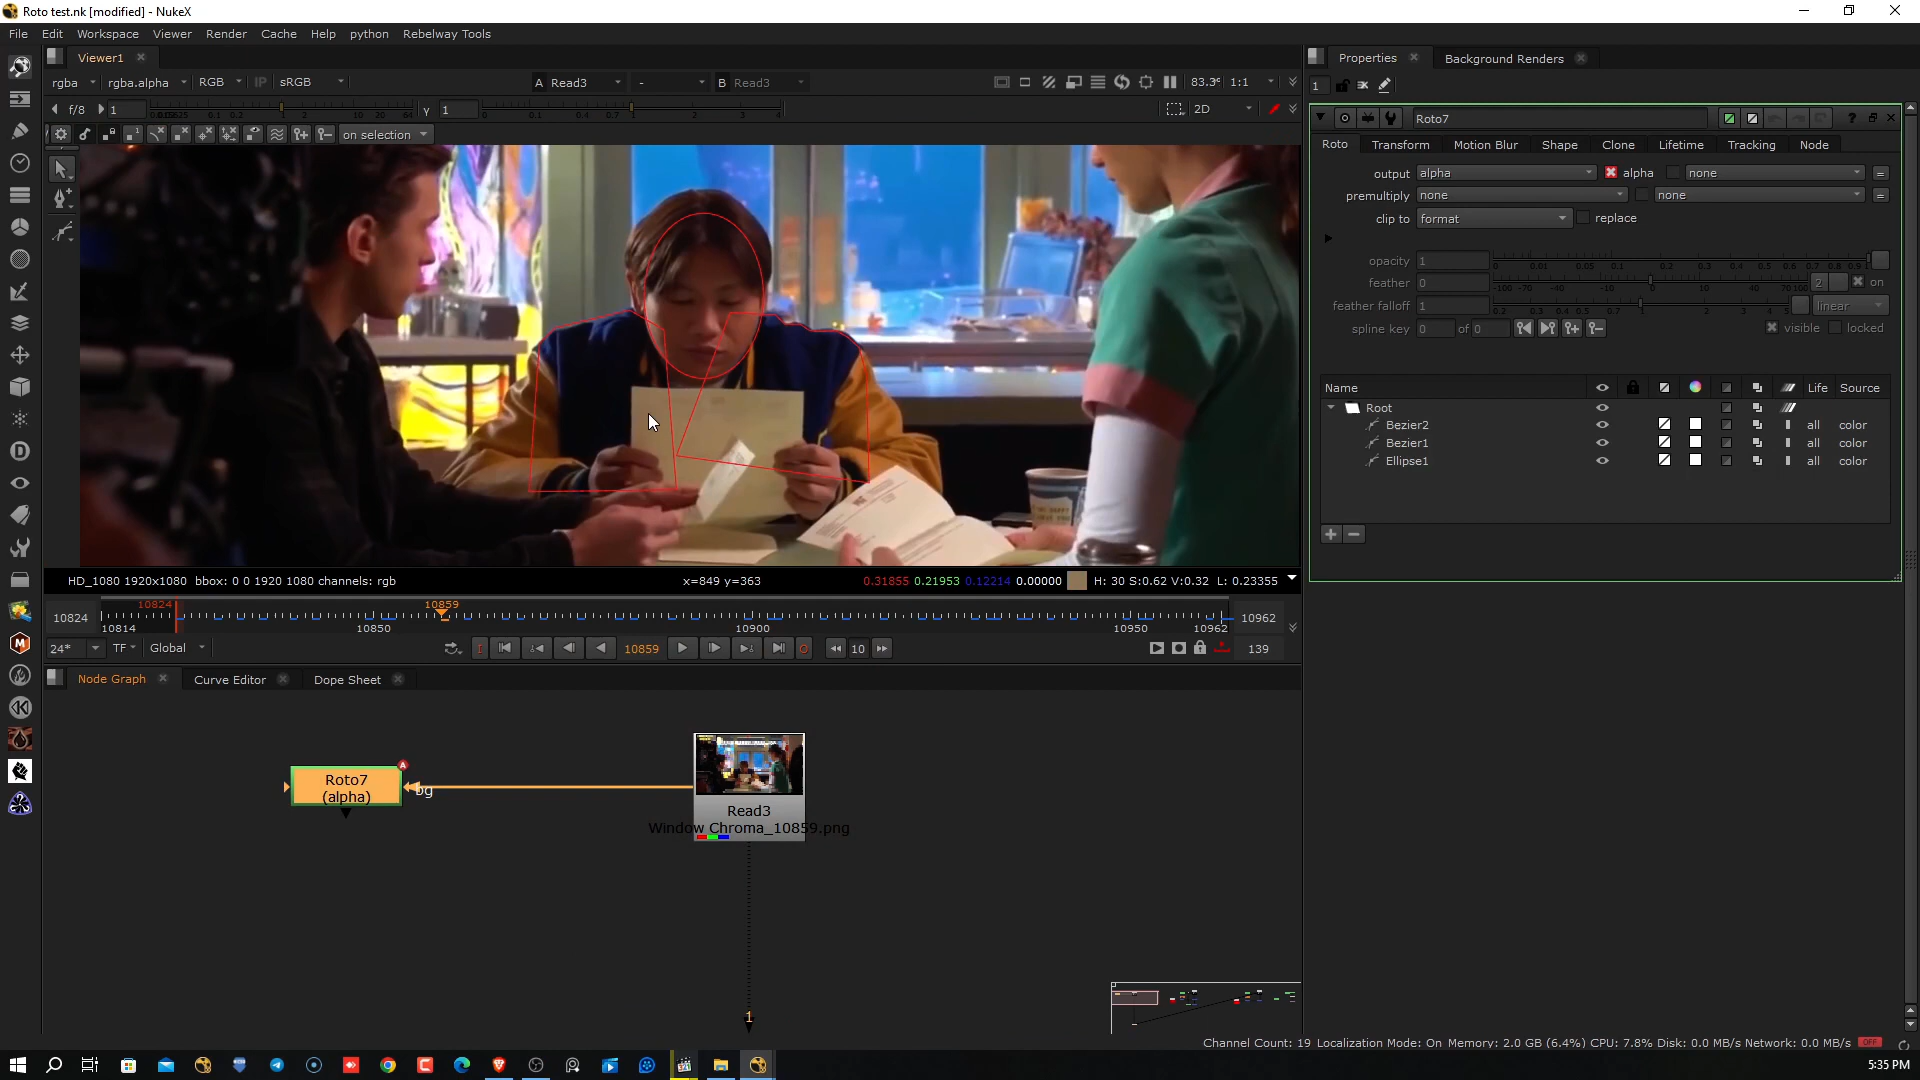 Roto test.nk [modified] - NukeX
File Edit Workspace Viewer Render Cache Help python Rebelway Tools
Viewer1
rgba rgba.alpha RGB IP sRGB A Read3 - B Read3 1:1
f/8 1 γ 1 2D
on selection
HD_1080 1920x1080 bbox: 0 0 1920 1080 channels: rgb x=849 y=363 0.31855 0.21953 0.12214 0.00000 H: 30 S:0.62 V:0.32 L: 0.23355
10824 10859
10824 10962
10814 10850 10900 10950 10962
24* TF Global 10859 10 139
Node Graph Curve Editor Dope Sheet
Roto7
(alpha)
bg
A
Read3
Window Chroma_10859.png
1
Properties Background Renders
1
Roto7
Roto Transform Motion Blur Shape Clone Lifetime Tracking Node
output alpha alpha none =
premultiply none none =
clip to format replace
opacity 1
feather 0 2 on
feather falloff 1 linear
spline key 0 of 0 visible locked
Name Life Source
Root
Bezier2 all color
Bezier1 all color
Ellipse1 all color
Channel Count: 19 Localization Mode: On Memory: 2.0 GB (6.4%) CPU: 7.8% Disk: 0.0 MB/s Network: 0.0 MB/s OFF
5:35 PM